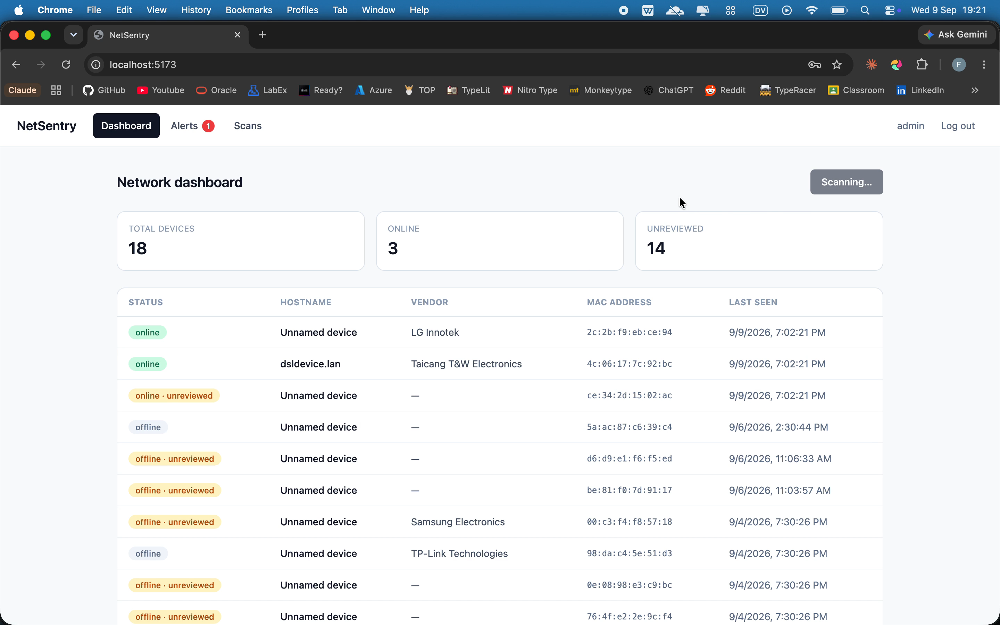 Chrome File Edit View History Bookmarks Profiles Tab Window Help DV Wed 9 Sep 19:21
NetSentry Ask Gemini
localhost:5173 F
Claude GitHub Youtube Oracle LabEx Ready? Azure TOP TypeLit Nitro Type mt Monkeytype ChatGPT Reddit TypeRacer Classroom in LinkedIn »
NetSentry Dashboard Alerts 1 Scans admin Log out
Network dashboard Scanning...
TOTAL DEVICES ONLINE UNREVIEWED
18 3 14
STATUS HOSTNAME VENDOR MAC ADDRESS LAST SEEN
online Unnamed device LG Innotek 2c:2b:f9:eb:ce:94 9/9/2026, 7:02:21 PM
online dsldevice.lan Taicang T&W Electronics 4c:06:17:7c:92:bc 9/9/2026, 7:02:21 PM
online · unreviewed Unnamed device — ce:34:2d:15:02:ac 9/9/2026, 7:02:21 PM
offline Unnamed device — 5a:ac:87:c6:39:c4 9/6/2026, 2:30:44 PM
offline · unreviewed Unnamed device — d6:d9:e1:f6:f5:ed 9/6/2026, 11:06:33 AM
offline · unreviewed Unnamed device — be:81:f0:7d:91:17 9/6/2026, 11:03:57 AM
offline · unreviewed Unnamed device Samsung Electronics 00:c3:f4:f8:57:18 9/4/2026, 7:30:26 PM
offline Unnamed device TP-Link Technologies 98:da:c4:5e:51:d3 9/4/2026, 7:30:26 PM
offline · unreviewed Unnamed device — 0e:08:98:e3:c9:bc 9/4/2026, 7:30:26 PM
offline · unreviewed Unnamed device — 76:4f:e2:2e:9c:f4 9/4/2026, 7:30:26 PM